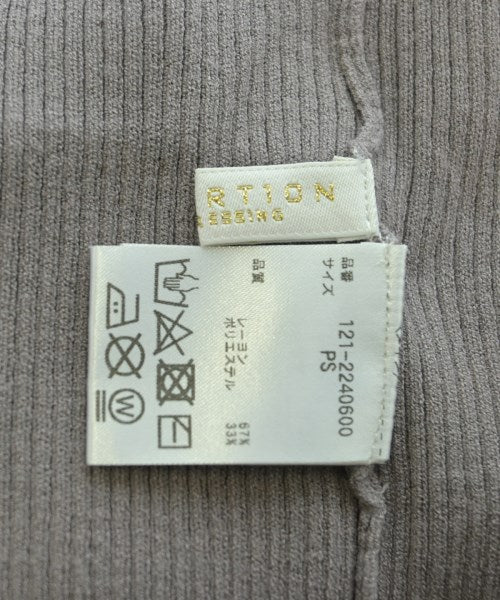 RT1ON
品番 121-2240600
サイズ PS
品質
レーヨン 67%
ポリエステル 33%
W